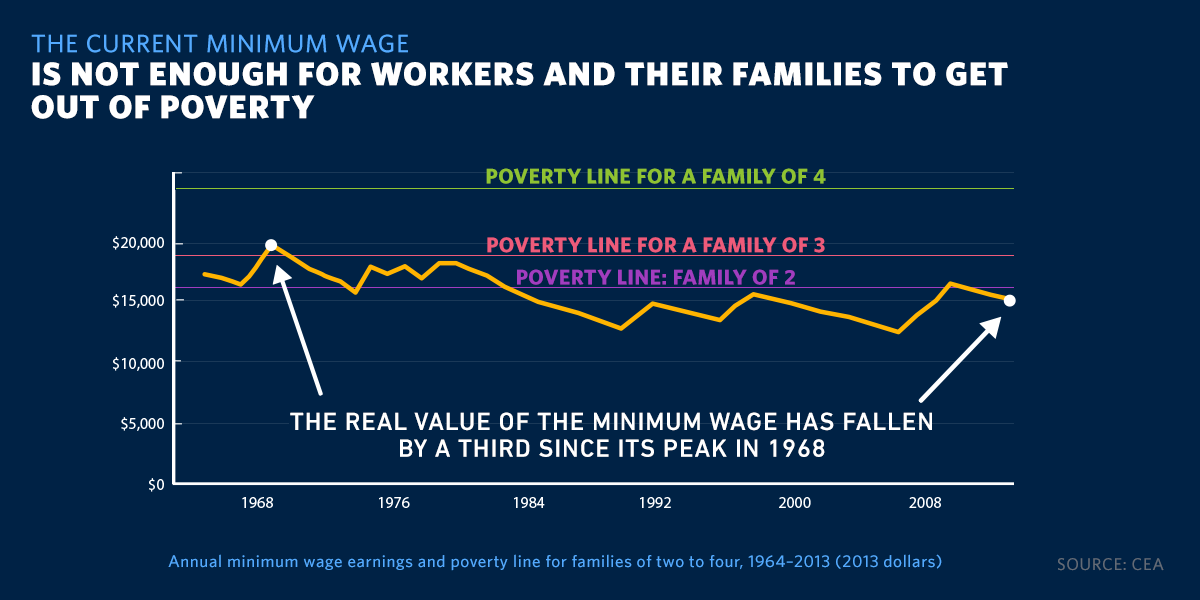 THE CURRENT MINIMUM WAGE
IS NOT ENOUGH FOR WORKERS AND THEIR FAMILIES TO GET
OUT OF POVERTY
POVERTY LINE FOR A FAMILY OF 4
$20,000
POVERTY LINE FOR A FAMILY OF 3
POVERTY LINE: FAMILY OF 2
$15,000
$10,000
$5,000
THE REAL VALUE OF THE MINIMUM WAGE HAS FALLEN
BY A THIRD SINCE ITS PEAK IN 1968
$0
1968 1976 1984 1992 2000 2008
Annual minimum wage earnings and poverty line for families of two to four, 1964–2013 (2013 dollars)
SOURCE: CEA